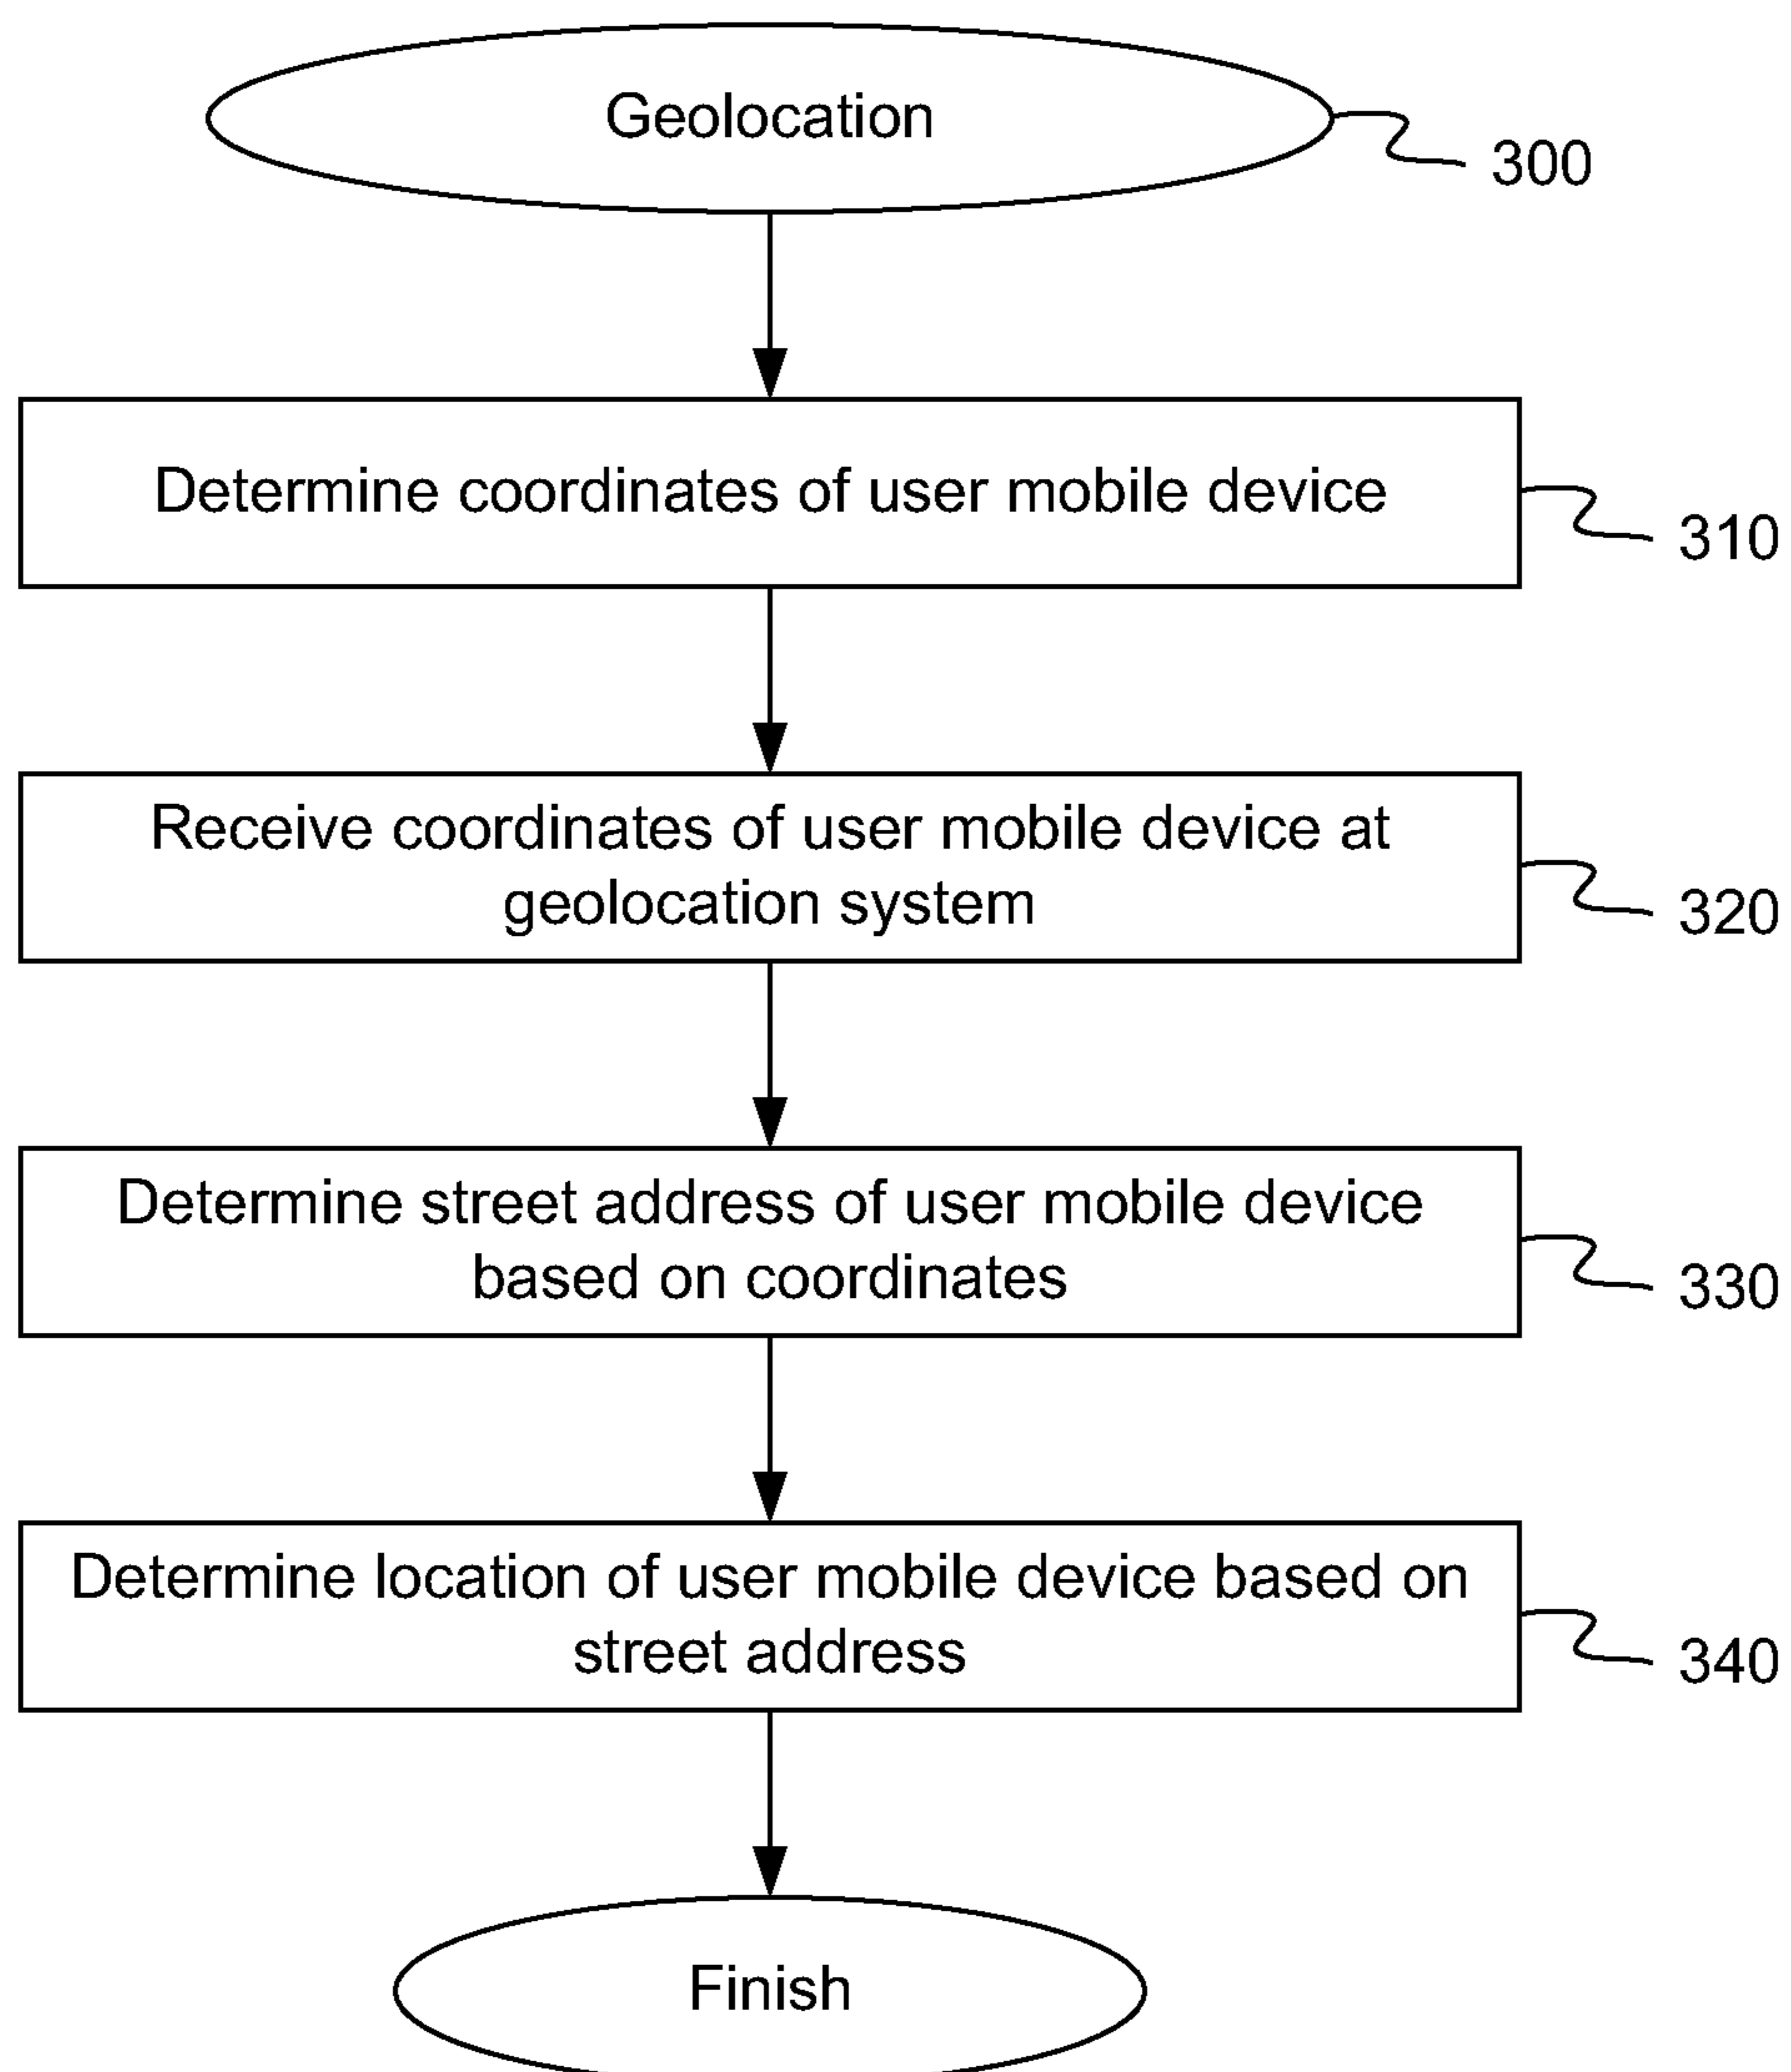 Geolocation
300
Determine coordinates of user mobile device
310
Receive coordinates of user mobile device at
geolocation system
320
Determine street address of user mobile device
based on coordinates
330
Determine location of user mobile device based on
street address
340
Finish